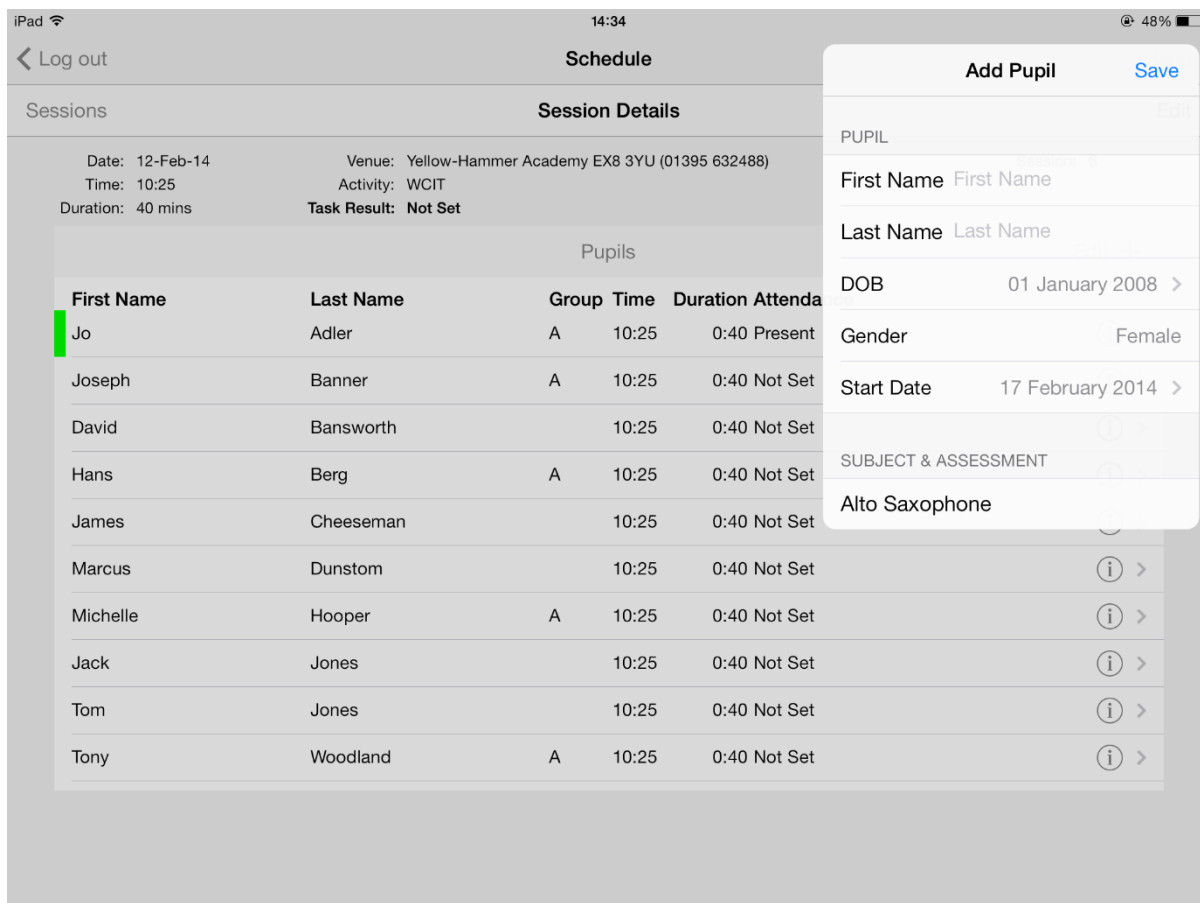 iPad 14:34 48%
Log out Schedule
Sessions Session Details Edit
Date: 12-Feb-14 Venue: Yellow-Hammer Academy EX8 3YU (01395 632488)
Time: 10:25 Activity: WCIT
Duration: 40 mins Task Result: Not Set
Pupils
First Name Last Name Group Time Duration Attendance
Jo Adler A 10:25 0:40 Present
Joseph Banner A 10:25 0:40 Not Set
David Bansworth 10:25 0:40 Not Set
Hans Berg A 10:25 0:40 Not Set
James Cheeseman 10:25 0:40 Not Set
Marcus Dunstom 10:25 0:40 Not Set
Michelle Hooper A 10:25 0:40 Not Set
Jack Jones 10:25 0:40 Not Set
Tom Jones 10:25 0:40 Not Set
Tony Woodland A 10:25 0:40 Not Set
Add Pupil Save
PUPIL
First Name First Name
Last Name Last Name
DOB 01 January 2008
Gender Female
Start Date 17 February 2014
SUBJECT & ASSESSMENT
Alto Saxophone